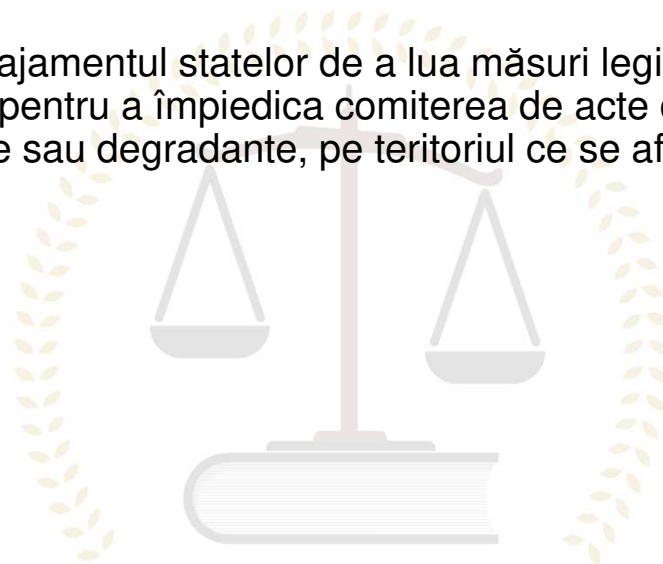 ajamentul statelor de a lua măsuri legi
pentru a împiedica comiterea de acte
e sau degradante, pe teritoriul ce se af